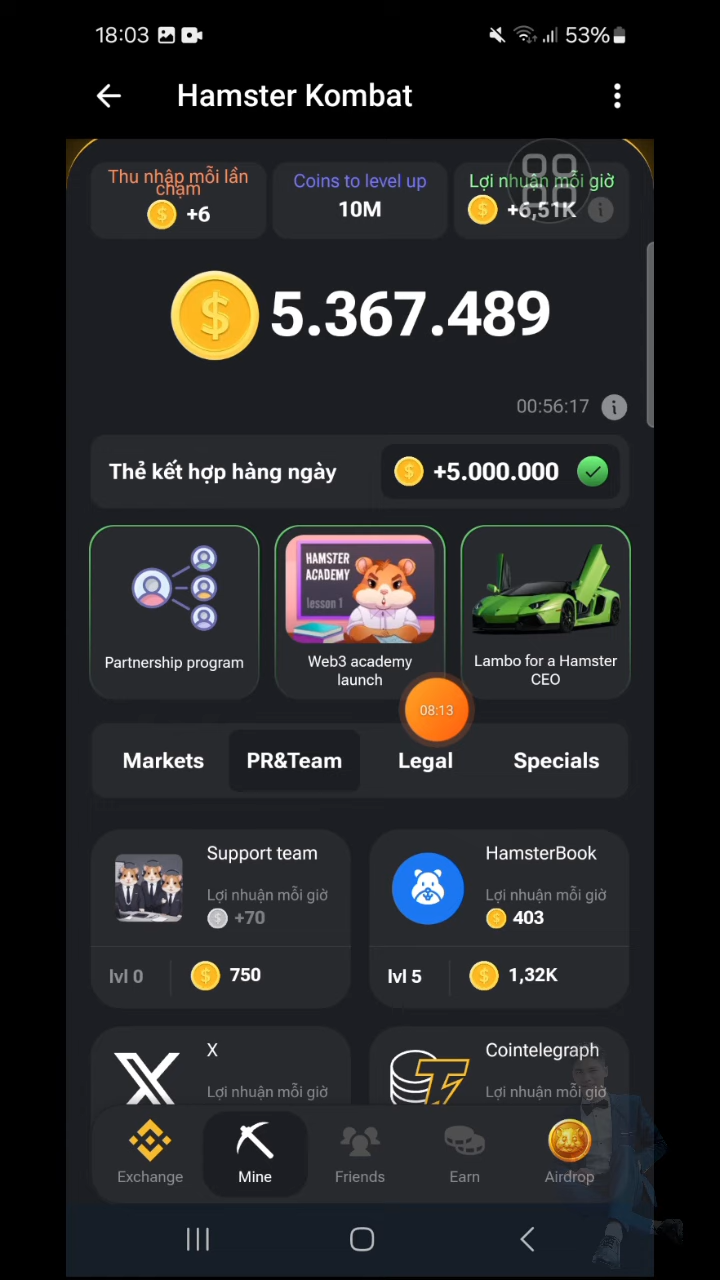 18:03 53%
Hamster Kombat
Thu nhập mỗi lần
chạm
+6
Coins to level up
10M
Lợi nhuận mỗi giờ
+6,51K
5.367.489
00:56:17
Thẻ kết hợp hàng ngày
+5.000.000
Partnership program
HAMSTER
ACADEMY
lesson 1
Web3 academy
launch
Lambo for a Hamster
CEO
08:13
Markets PR&Team Legal Specials
Support team
Lợi nhuận mỗi giờ
+70
lvl 0 750
HamsterBook
Lợi nhuận mỗi giờ
403
lvl 5 1,32K
X
Lợi nhuận mỗi giờ
Cointelegraph
Lợi nhuận mỗi giờ
Exchange Mine Friends Earn Airdrop